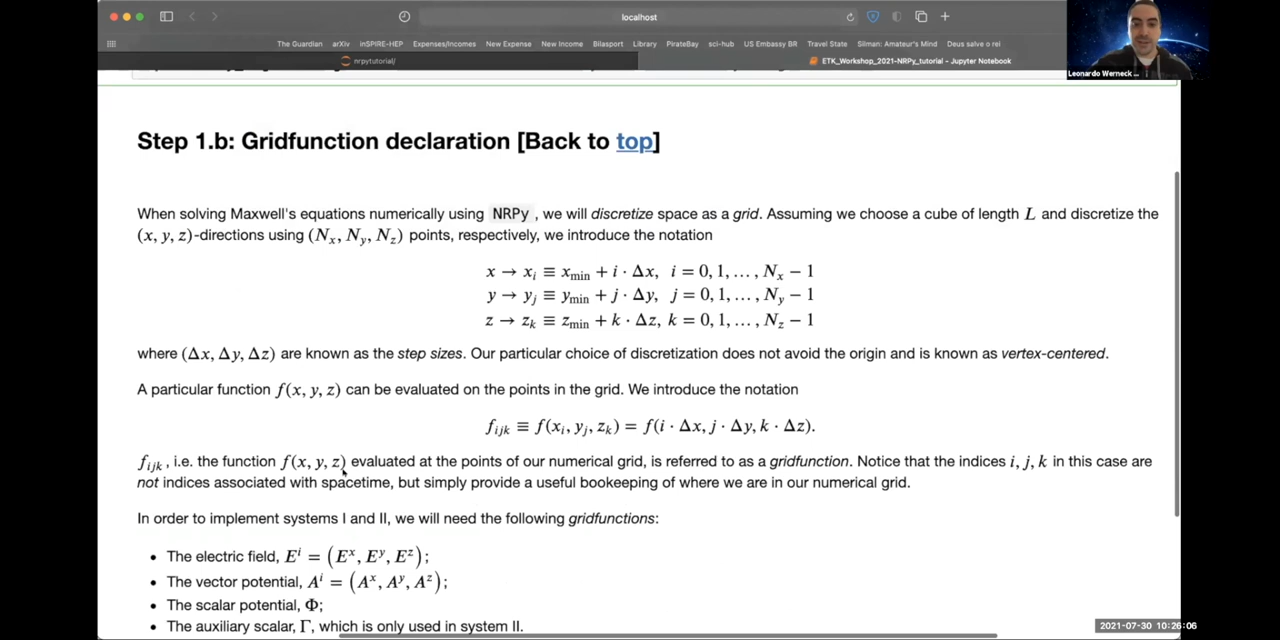 localhost
The Guardian arXiv inSPIRE-HEP Expenses/Incomes New Expense New Income Bilasport Library PirateBay sci-hub US Embassy BR Travel State Silman: Amateur's Mind Deus salve o rei
nrpytutorial/ ETK_Workshop_2021-NRPy_tutorial - Jupyter Notebook
Leonardo Werneck ...
Step 1.b: Gridfunction declaration [Back to top]
When solving Maxwell's equations numerically using NRPy , we will discretize space as a grid. Assuming we choose a cube of length L and discretize the
(x, y, z)-directions using (Nx, Ny, Nz) points, respectively, we introduce the notation
x → xi ≡ xmin + i · Δx, i = 0, 1, … , Nx − 1
y → yj ≡ ymin + j · Δy, j = 0, 1, … , Ny − 1
z → zk ≡ zmin + k · Δz, k = 0, 1, … , Nz − 1
where (Δx, Δy, Δz) are known as the step sizes. Our particular choice of discretization does not avoid the origin and is known as vertex-centered.
A particular function f(x, y, z) can be evaluated on the points in the grid. We introduce the notation
fijk ≡ f(xi, yj, zk) = f(i · Δx, j · Δy, k · Δz).
fijk , i.e. the function f(x, y, z) evaluated at the points of our numerical grid, is referred to as a gridfunction. Notice that the indices i, j, k in this case are
not indices associated with spacetime, but simply provide a useful bookeeping of where we are in our numerical grid.
In order to implement systems I and II, we will need the following gridfunctions:
• The electric field, E^i = (E^x, E^y, E^z);
• The vector potential, A^i = (A^x, A^y, A^z);
• The scalar potential, Φ;
• The auxiliary scalar, Γ, which is only used in system II.
2021-07-30 10:26:06